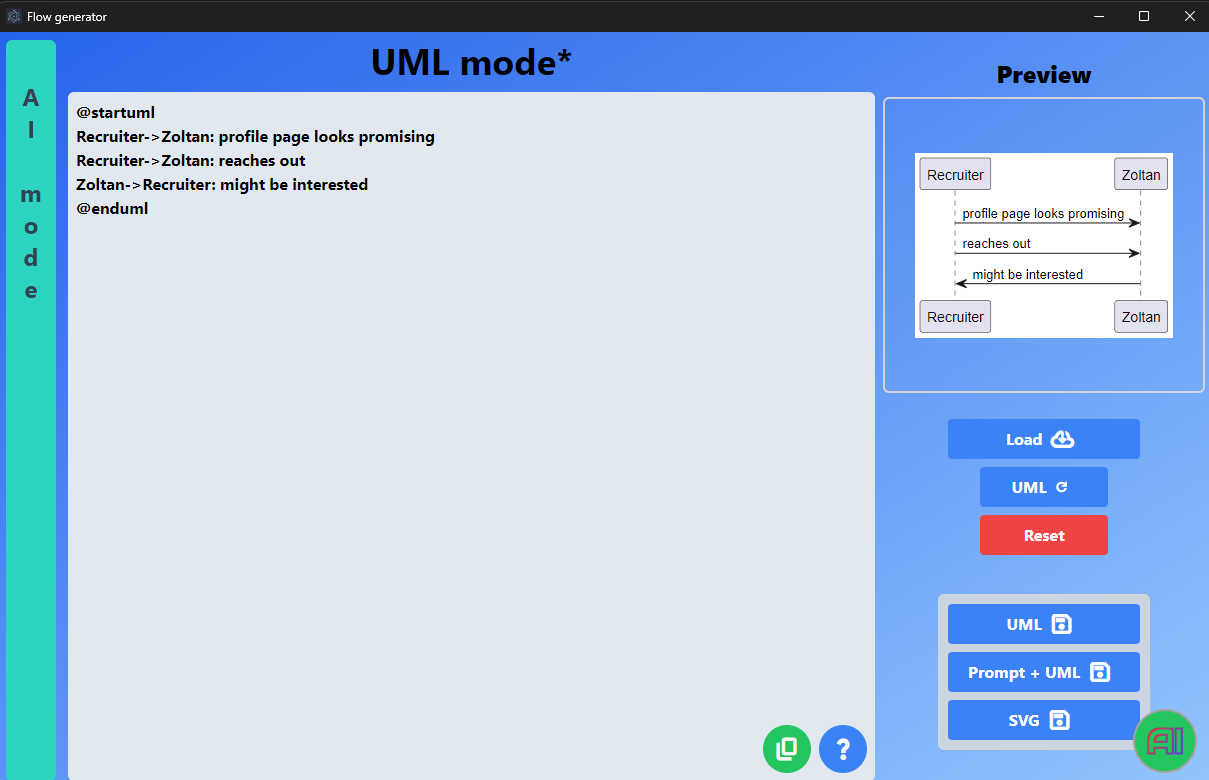 Flow generator
AI mode
UML mode*
@startuml
Recruiter->Zoltan: profile page looks promising
Recruiter->Zoltan: reaches out
Zoltan->Recruiter: might be interested
@enduml
?
Preview
Recruiter Zoltan
profile page looks promising
reaches out
might be interested
Recruiter Zoltan
Load
UML
Reset
UML
Prompt + UML
SVG
AI